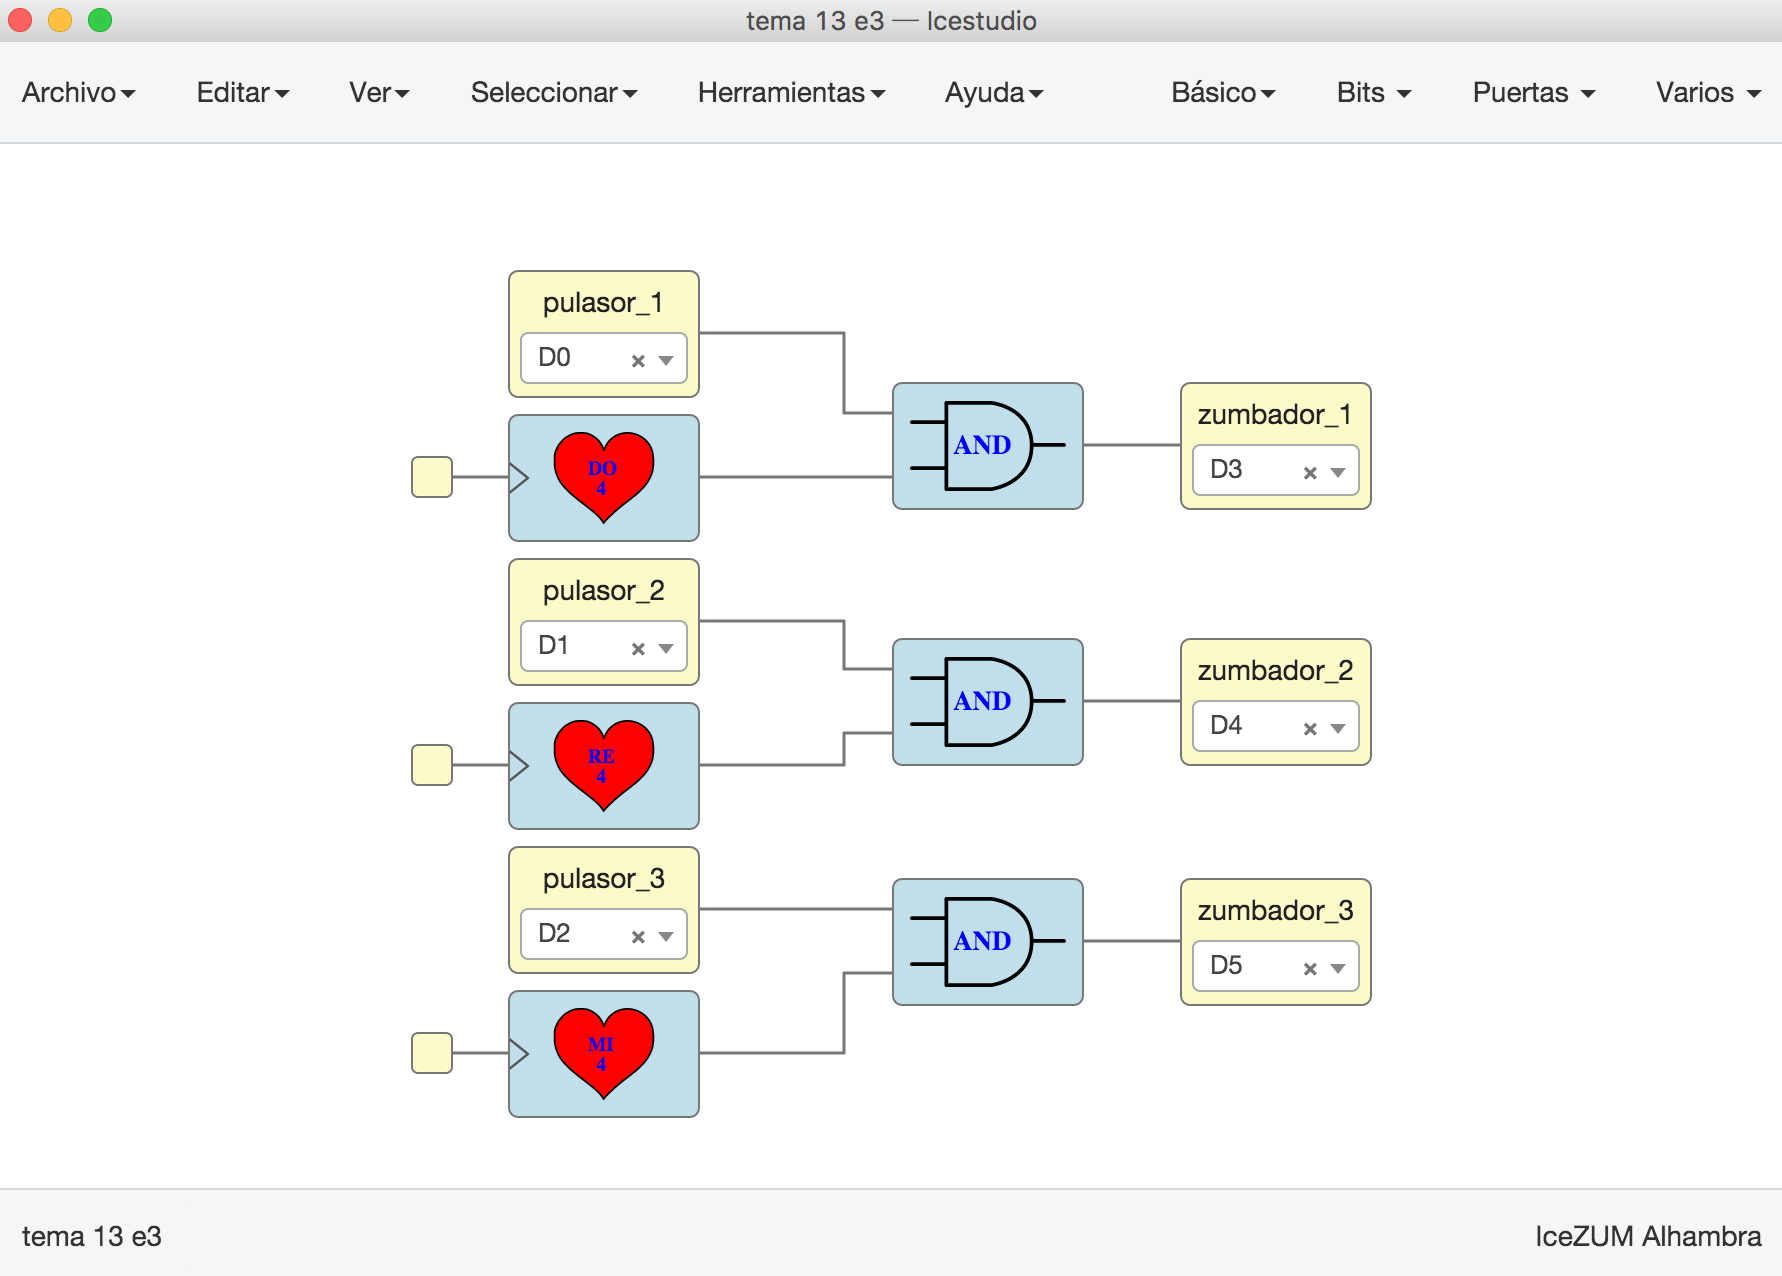 tema 13 e3 — Icestudio
Archivo Editar Ver Seleccionar Herramientas Ayuda Básico Bits Puertas Varios
pulasor_1
D0
DO
4
AND
zumbador_1
D3
pulasor_2
D1
RE
4
AND
zumbador_2
D4
pulasor_3
D2
MI
4
AND
zumbador_3
D5
tema 13 e3
IceZUM Alhambra